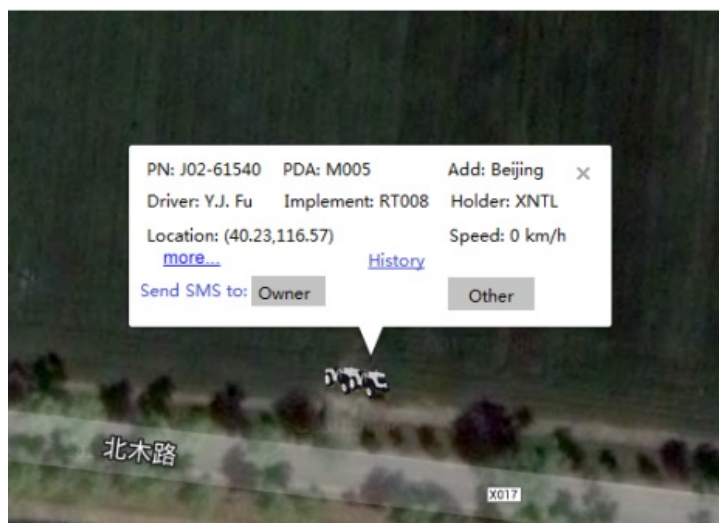 PN: J02-61540 PDA: M005 Add: Beijing ×
Driver: Y.J. Fu Implement: RT008 Holder: XNTL
Location: (40.23,116.57) Speed: 0 km/h
more... History
Send SMS to: Owner Other
北木路
X017